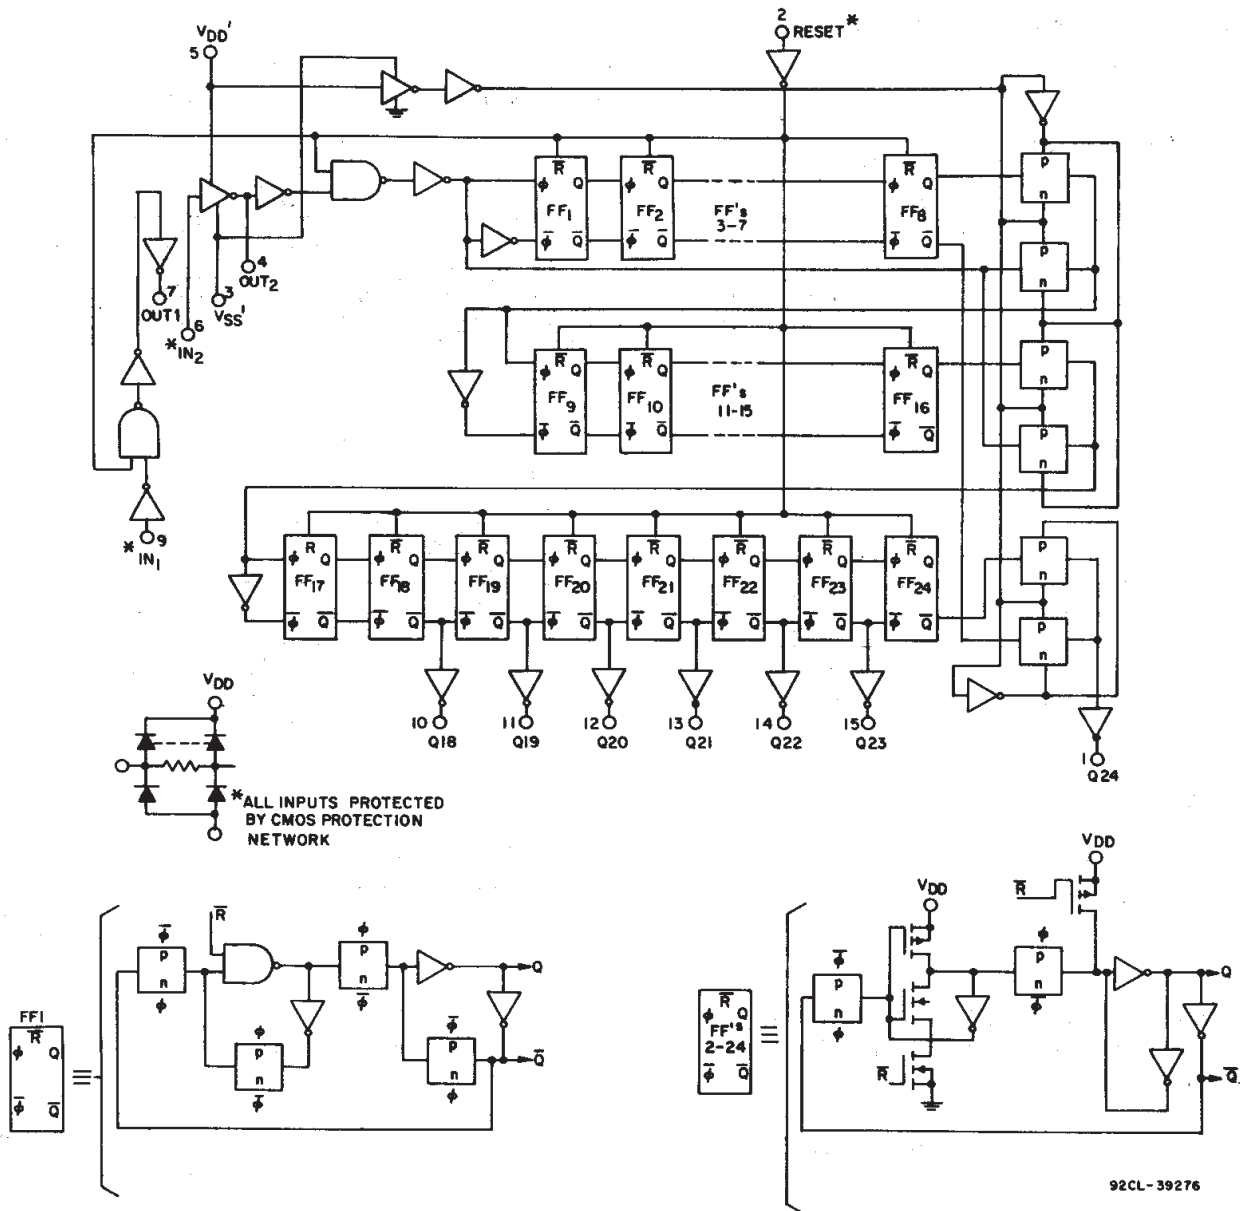 2
RESET *
VDD'
5
R̅ R̅ R̅
ϕ Q ϕ Q ϕ Q
FF1 FF2 FF's 3-7 FF8
ϕ̅ Q̅ ϕ̅ Q̅ ϕ̅ Q̅
p
n
p
n
4
OUT2
7
OUT1
3
VSS'
6
*IN2
R̅ R̅ R̅
ϕ Q ϕ Q ϕ Q
FF9 FF10 FF's 11-15 FF16
ϕ̅ Q̅ ϕ̅ Q̅ ϕ̅ Q̅
p
n
p
n
9
* IN1
R R̅ R̅ R̅ R̅ R̅ R̅ R̅
ϕ Q ϕ Q ϕ Q ϕ Q ϕ Q ϕ Q ϕ Q ϕ Q
FF17 FF18 FF19 FF20 FF21 FF22 FF23 FF24
ϕ̅ Q̅ ϕ̅ Q̅ ϕ̅ Q̅ ϕ̅ Q̅ ϕ̅ Q̅ ϕ̅ Q̅ ϕ̅ Q̅ ϕ̅ Q̅
p
n
p
n
10 11 12 13 14 15
Q18 Q19 Q20 Q21 Q22 Q23
1
Q24
VDD
*ALL INPUTS PROTECTED
BY CMOS PROTECTION
NETWORK
FF1
R̅
ϕ Q
ϕ̅ Q̅
≡
R̅
ϕ̅
p
n
ϕ
ϕ
p
n
ϕ̅
ϕ
p
n
ϕ̅
ϕ̅
p
n
ϕ
Q
Q̅
R̅
ϕ Q
FF's
2-24
ϕ̅ Q̅
≡
VDD
VDD
R̅
ϕ̅
p
n
ϕ
R̅
ϕ
p
n
ϕ̅
Q
Q̅
92CL-39276